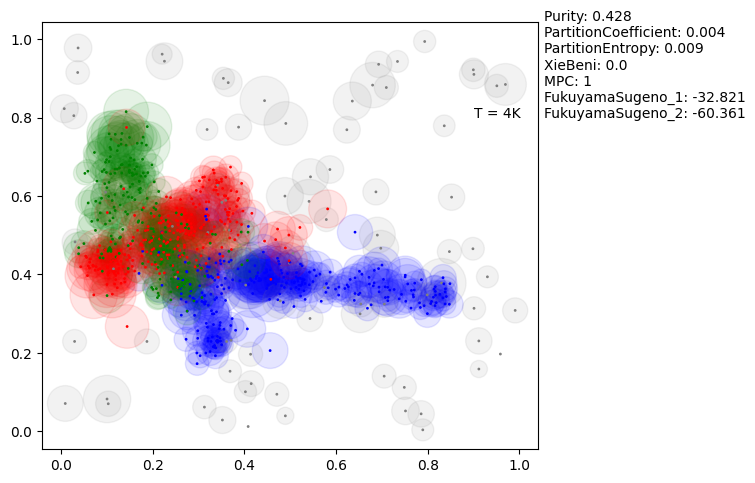 Purity: 0.428
PartitionCoefficient: 0.004
PartitionEntropy: 0.009
XieBeni: 0.0
MPC: 1
FukuyamaSugeno_1: -32.821
FukuyamaSugeno_2: -60.361
T = 4K
1.0
0.8
0.6
0.4
0.2
0.0
0.0 0.2 0.4 0.6 0.8 1.0